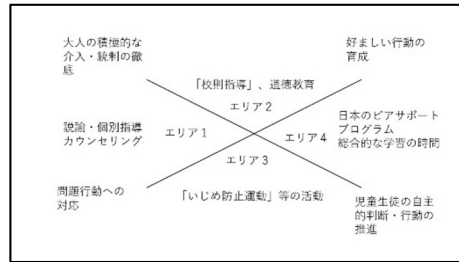 大人の積極的な
介入・統制の徹
底
好ましい行動の
育成
「校則指導」、道徳教育
エリア2
説諭・個別指導
カウンセリング
エリア1
エリア4
日本のピアサポート
プログラム
総合的な学習の時間
エリア3
問題行動への
対応
「いじめ防止運動」等の活動
児童生徒の自主
的判断・行動の
推進